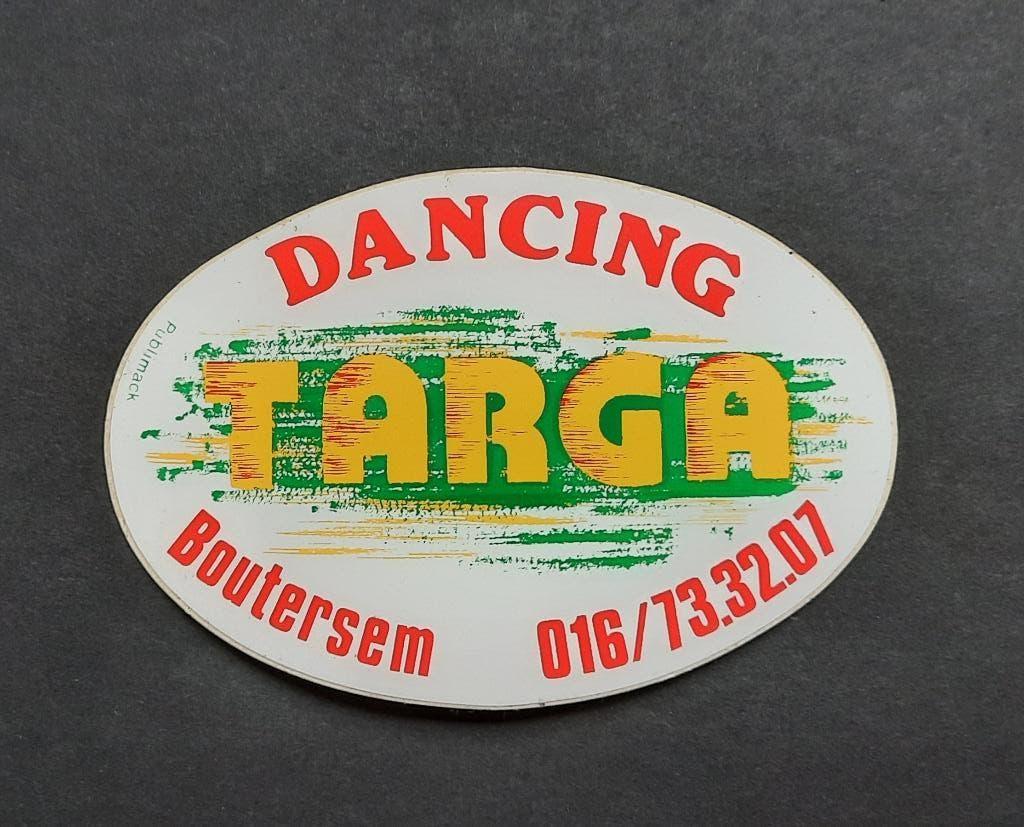 DANCING
Publimack
TARGA
Boutersem
016/73.32.07